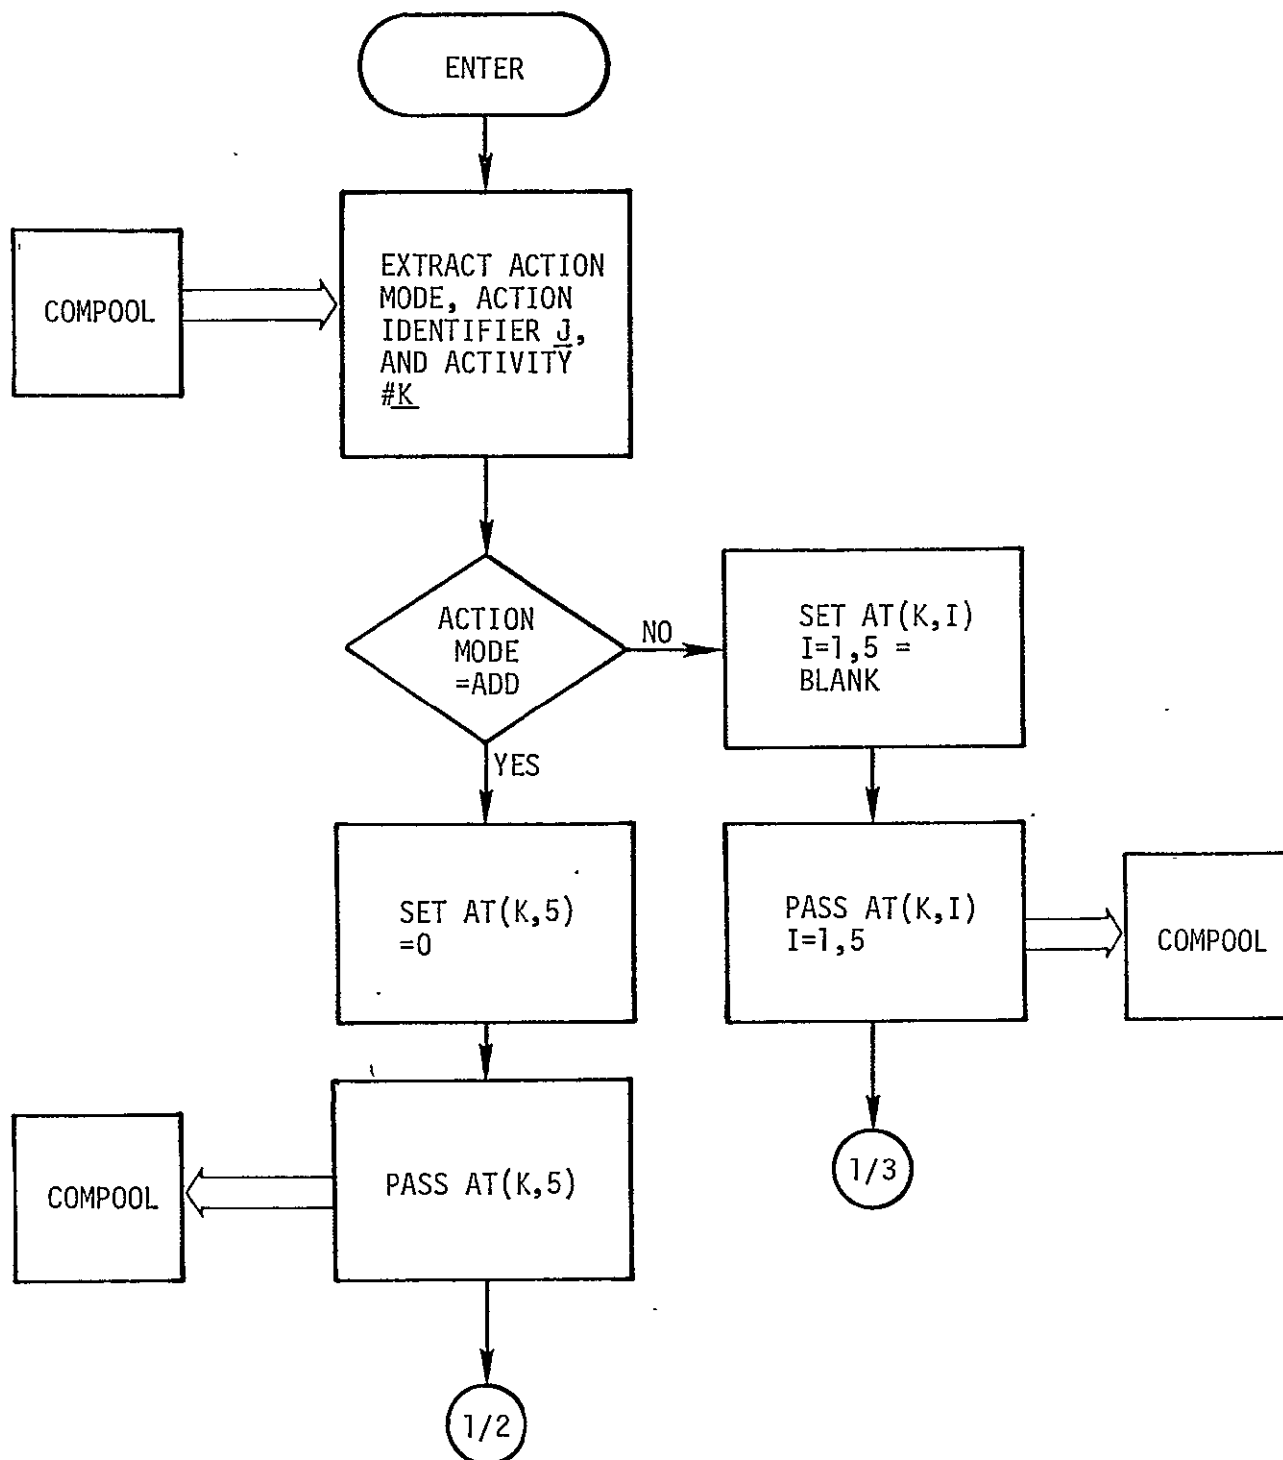 ENTER
COMPOOL
EXTRACT ACTION
MODE, ACTION
IDENTIFIER J,
AND ACTIVITY
#K
ACTION
MODE
=ADD
NO
SET AT(K,I)
I=1,5 =
BLANK
YES
SET AT(K,5)
=0
PASS AT(K,I)
I=1,5
COMPOOL
COMPOOL
PASS AT(K,5)
1/3
1/2